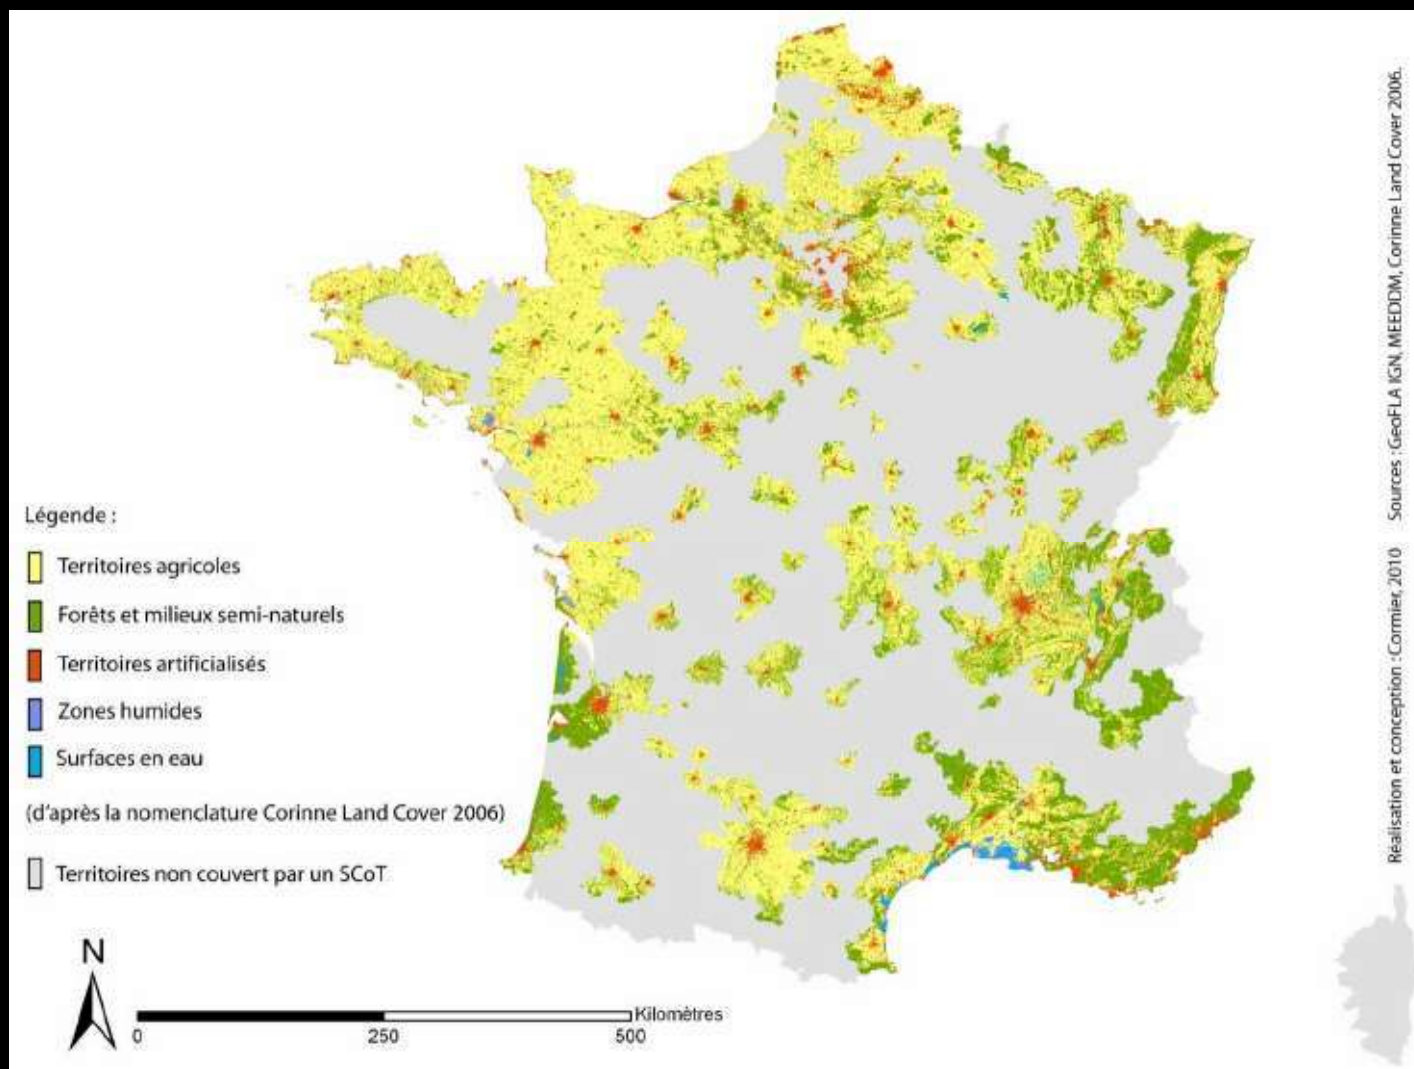 Légende :
Territoires agricoles
Forêts et milieux semi-naturels
Territoires artificialisés
Zones humides
Surfaces en eau
(d'après la nomenclature Corinne Land Cover 2006)
Territoires non couvert par un SCoT
N
Kilomètres
0 250 500
Réalisation et conception : Cormier, 2010 Sources : GeoFLA IGN, MEEDDM, Corinne Land Cover 2006.